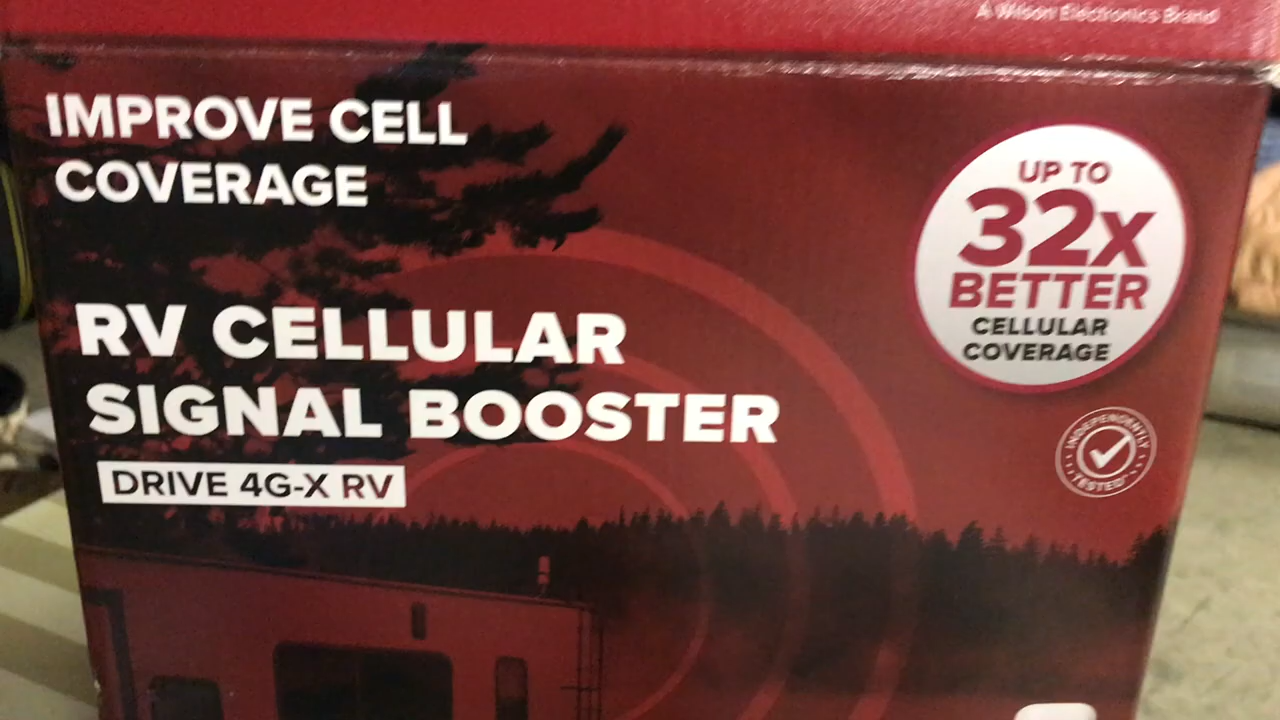 A Wilson Electronics Brand
IMPROVE CELL
COVERAGE
UP TO
32x
BETTER
CELLULAR
COVERAGE
RV CELLULAR
SIGNAL BOOSTER
DRIVE 4G-X RV
INDEPENDENTLY
TESTED